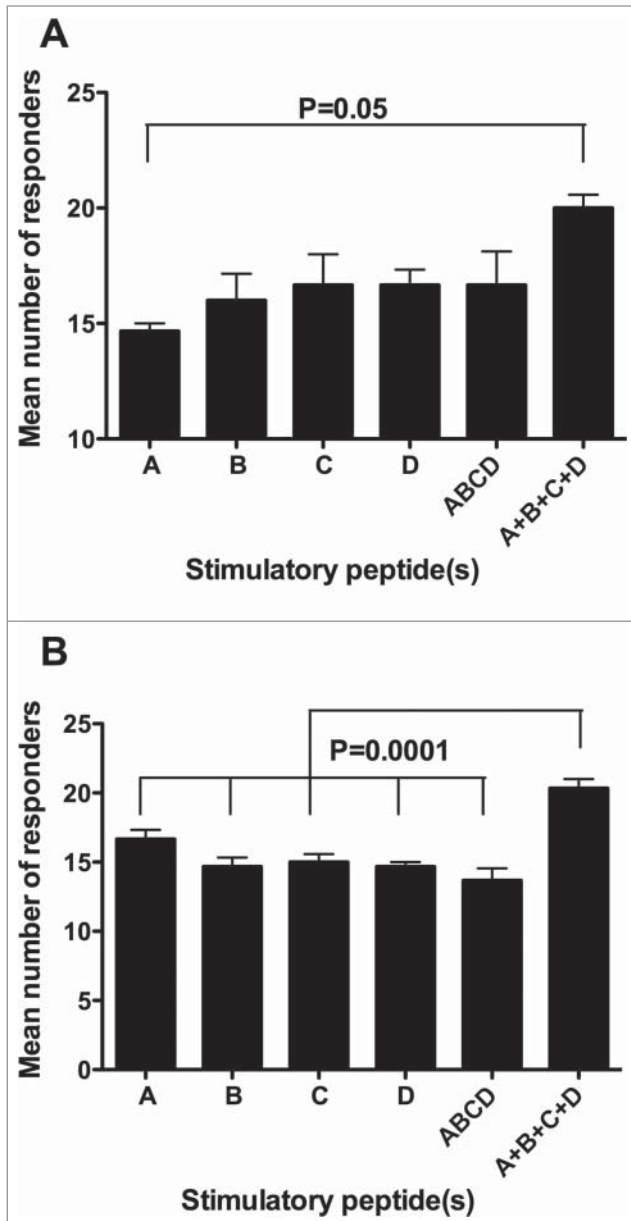 A
25
P=0.05
20
15
10
Mean number of responders
A B C D ABCD A+B+C+D
Stimulatory peptide(s)
B
25
P=0.0001
20
15
10
5
0
Mean number of responders
A B C D ABCD A+B+C+D
Stimulatory peptide(s)